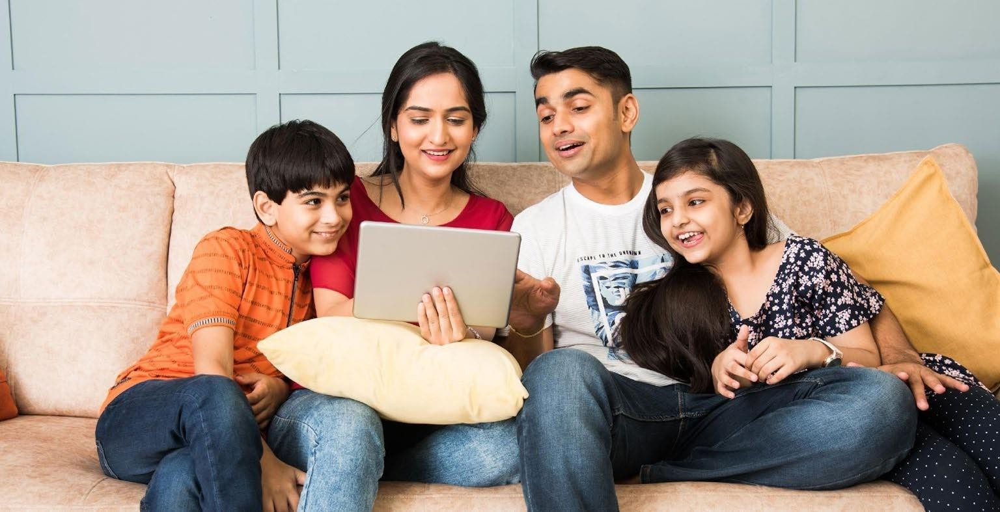 ESCAPE TO THE UNKNOWN